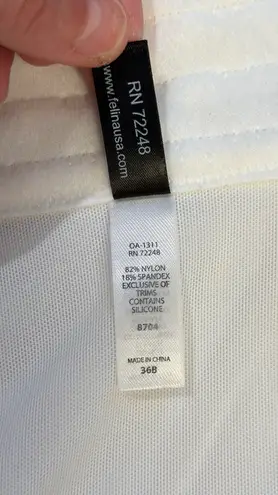 RN 72248
www.felinausa.com
OA-1311
RN 72248
82% NYLON
18% SPANDEX
EXCLUSIVE OF
TRIMS
CONTAINS
SILICONE
8704
MADE IN CHINA
36B